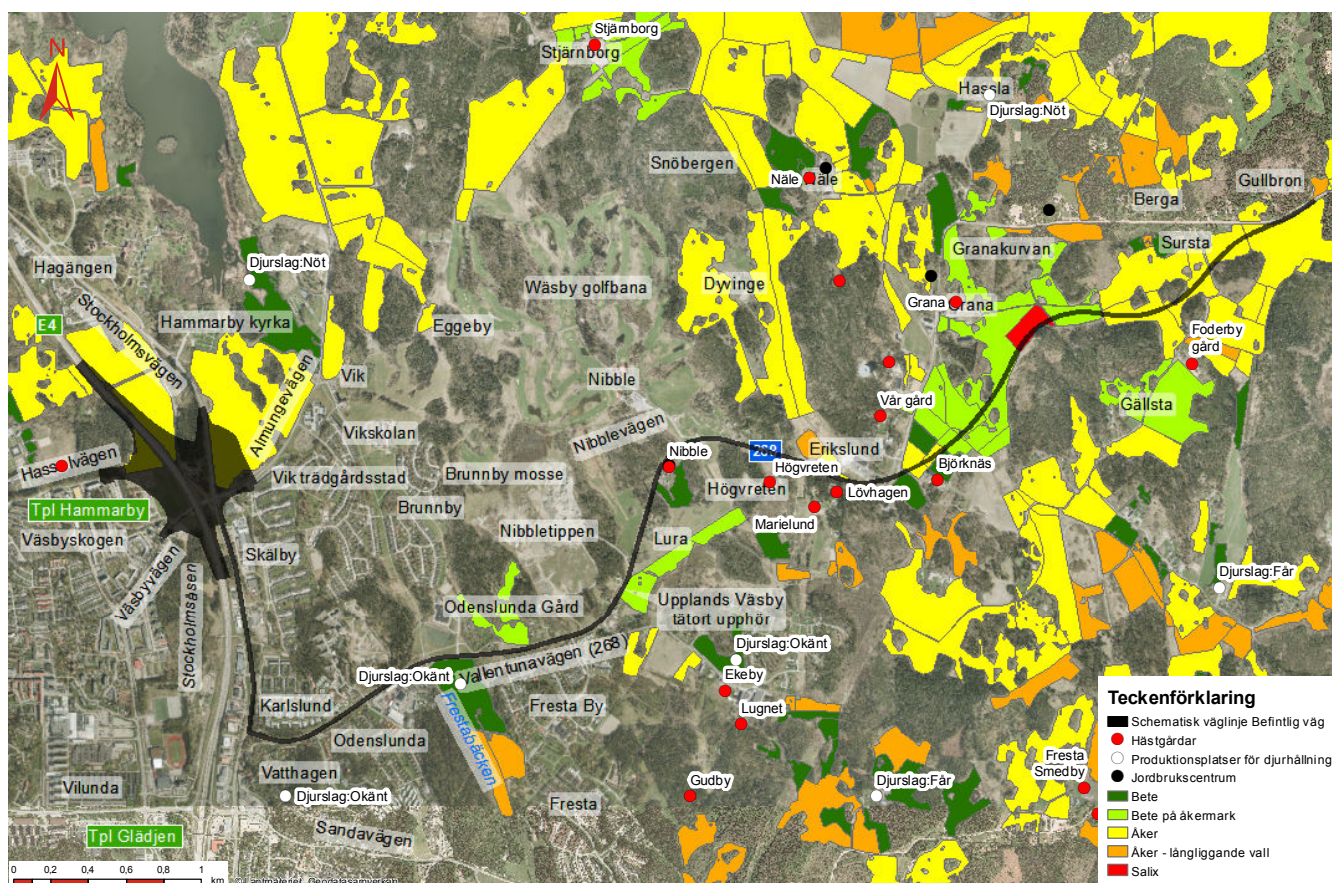 Stjärnborg
Stjärnborg
N
Hassla
Djurslag:Nöt
Snöbergen
Näle
Näle
Berga
Gullbron
Granakurvan
Sursta
Hagängen
Djurslag:Nöt
Stockholmsvägen
Wäsby golfbana
Dyvinge
Grana
Grana
E4
Hammarby kyrka
Eggeby
Foderby
gård
Almungevägen
Vik
Nibble
Vår gård
Gällsta
Vikskolan
Nibblevägen
Erikslund
268
Hasselvägen
Vikträdgårdsstad
Brunnby mosse
Nibble
Högvreten
Björknäs
Högvreten
Lövhagen
Tpl Hammarby
Brunnby
Marielund
Väsbyskogen
Nibbletippen
Lura
Skälby
Väsbyvägen
Stockholmsåsen
Djurslag:Får
Odenslunda Gård
Upplands Väsby
tätort upphör
Djurslag:Okänt
Vallentunavägen (268)
Djurslag:Okänt
Ekeby
Karlslund
Frestabäcken
Fresta By
Lugnet
Odenslunda
Vatthagen
Vilunda
Djurslag:Okänt
Fresta
Gudby
Djurslag:Får
Fresta
Smedby
Tpl Glädjen
Sandavägen
0 0,2 0,4 0,6 0,8 1
km
© Lantmäteriet, Geodatasamverkan
Teckenförklaring
Schematisk väglinje Befintlig väg
Hästgårdar
Produktionsplatser för djurhållning
Jordbrukscentrum
Bete
Bete på åkermark
Åker
Åker - långliggande vall
Salix